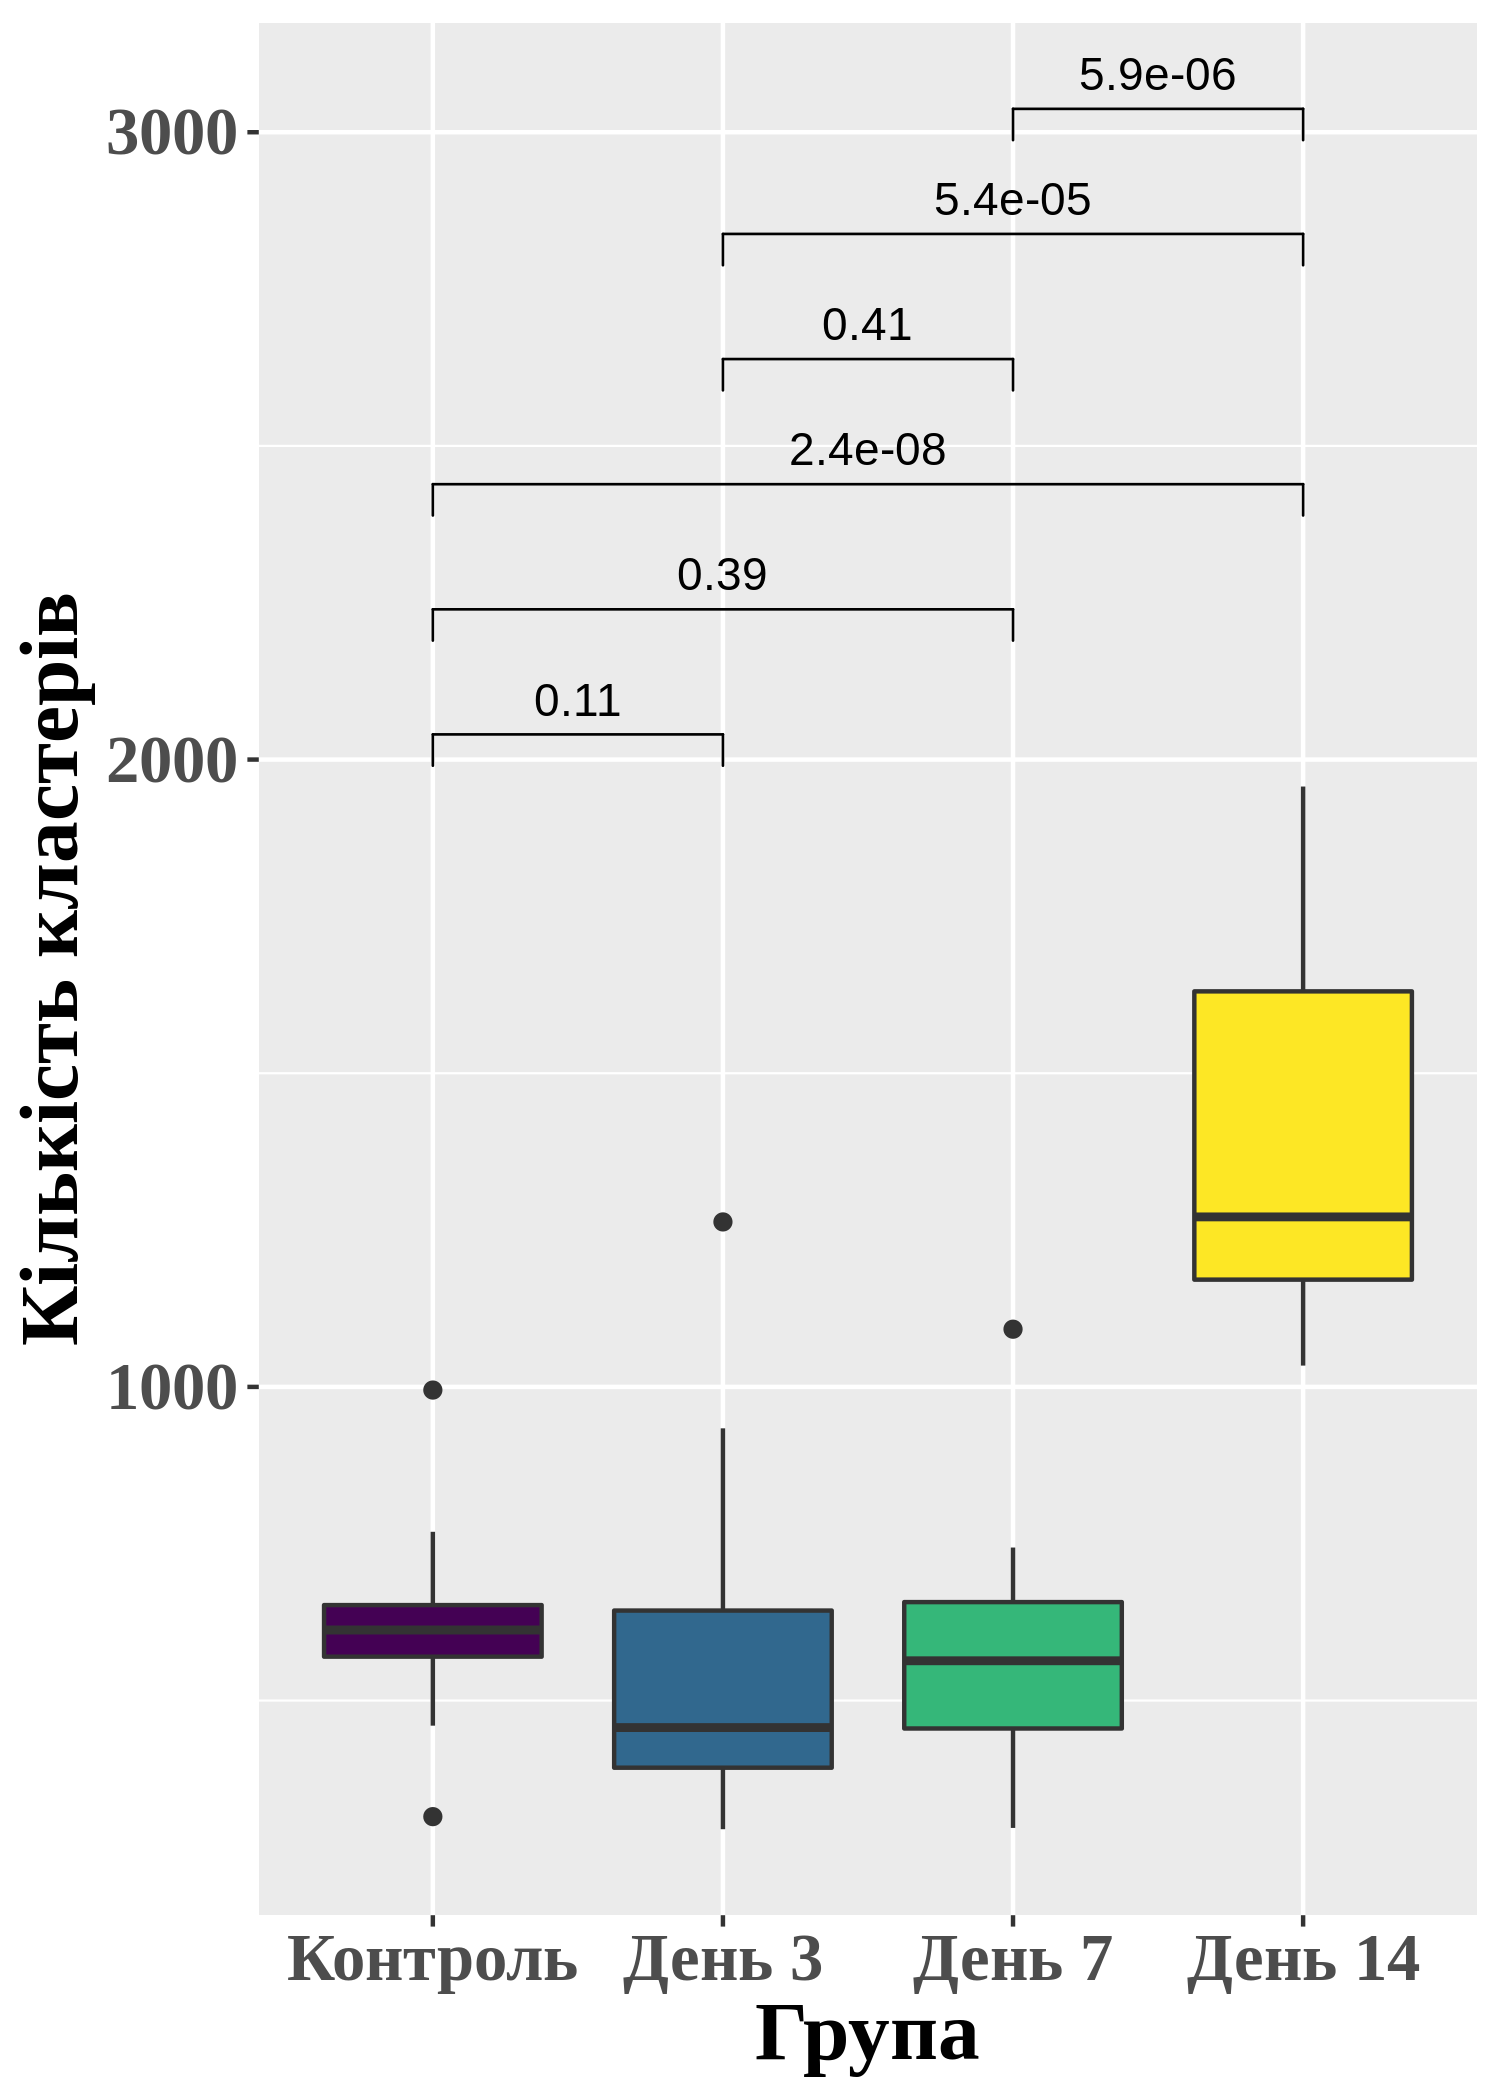 5.9e-06
3000
5.4e-05
0.41
2.4e-08
0.39
0.11
2000
Кількість кластерів
1000
Контроль День 3 День 7 День 14
Група